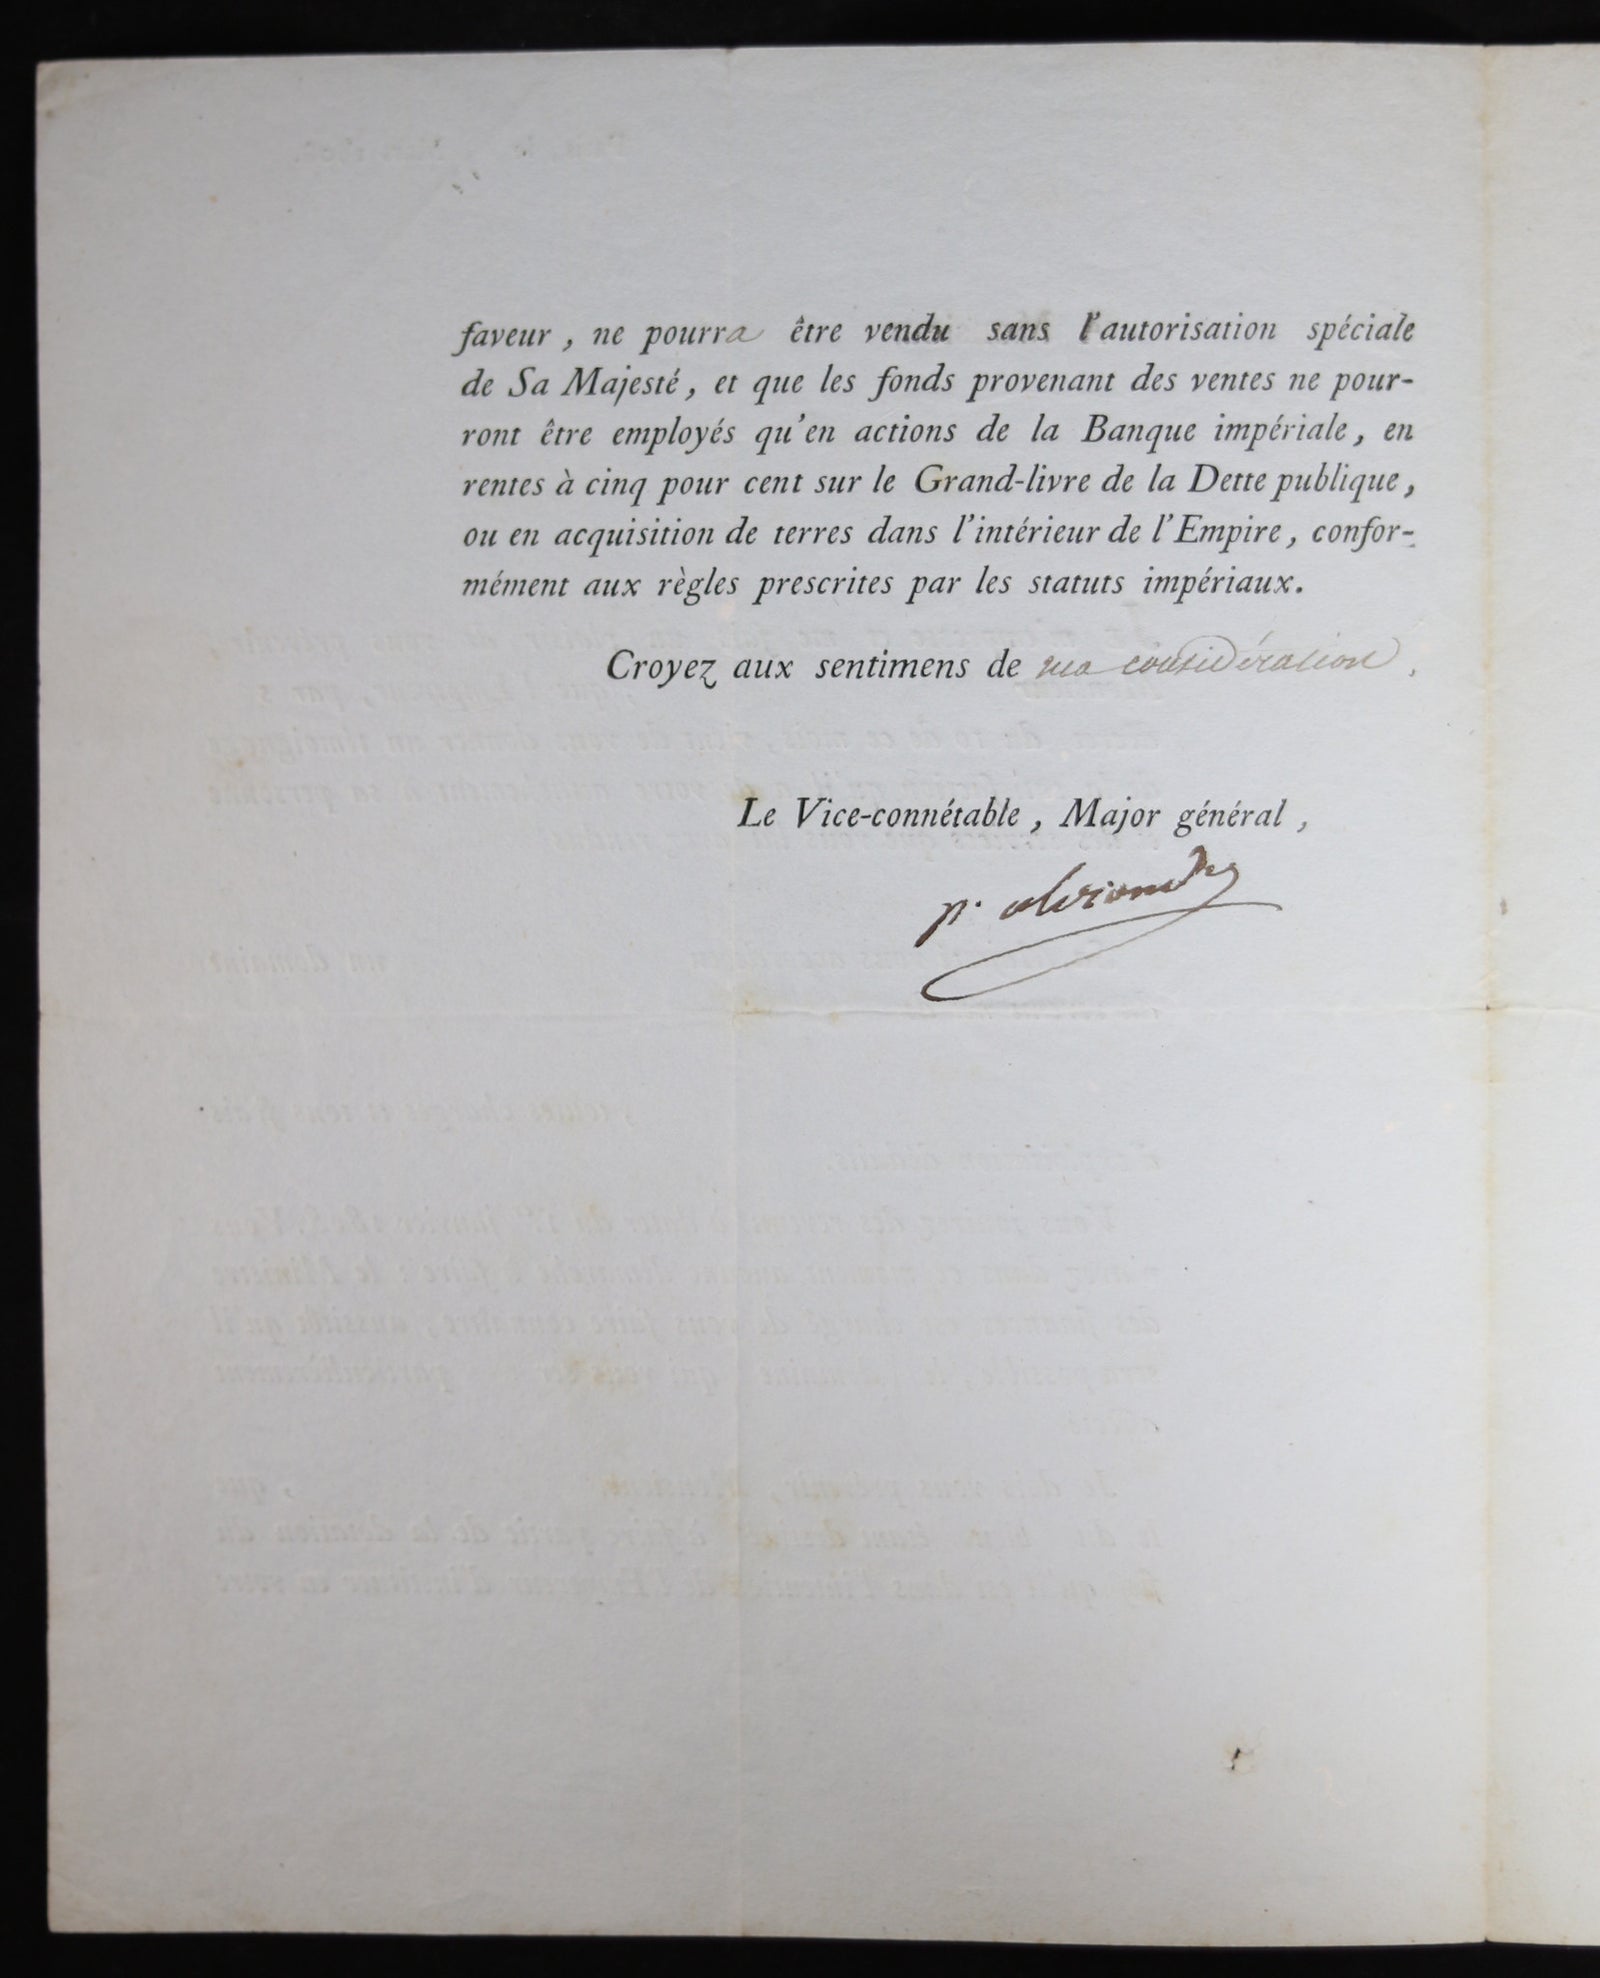 faveur, ne pourra être vendu sans l'autorisation spéciale
de Sa Majesté, et que les fonds provenant des ventes ne pour-
ront être employés qu'en actions de la Banque impériale, en
rentes à cinq pour cent sur le Grand-livre de la Dette publique,
ou en acquisition de terres dans l'intérieur de l'Empire, confor-
mément aux règles prescrites par les statuts impériaux.
Croyez aux sentimens de ma considération.
Le Vice-connétable, Major général,